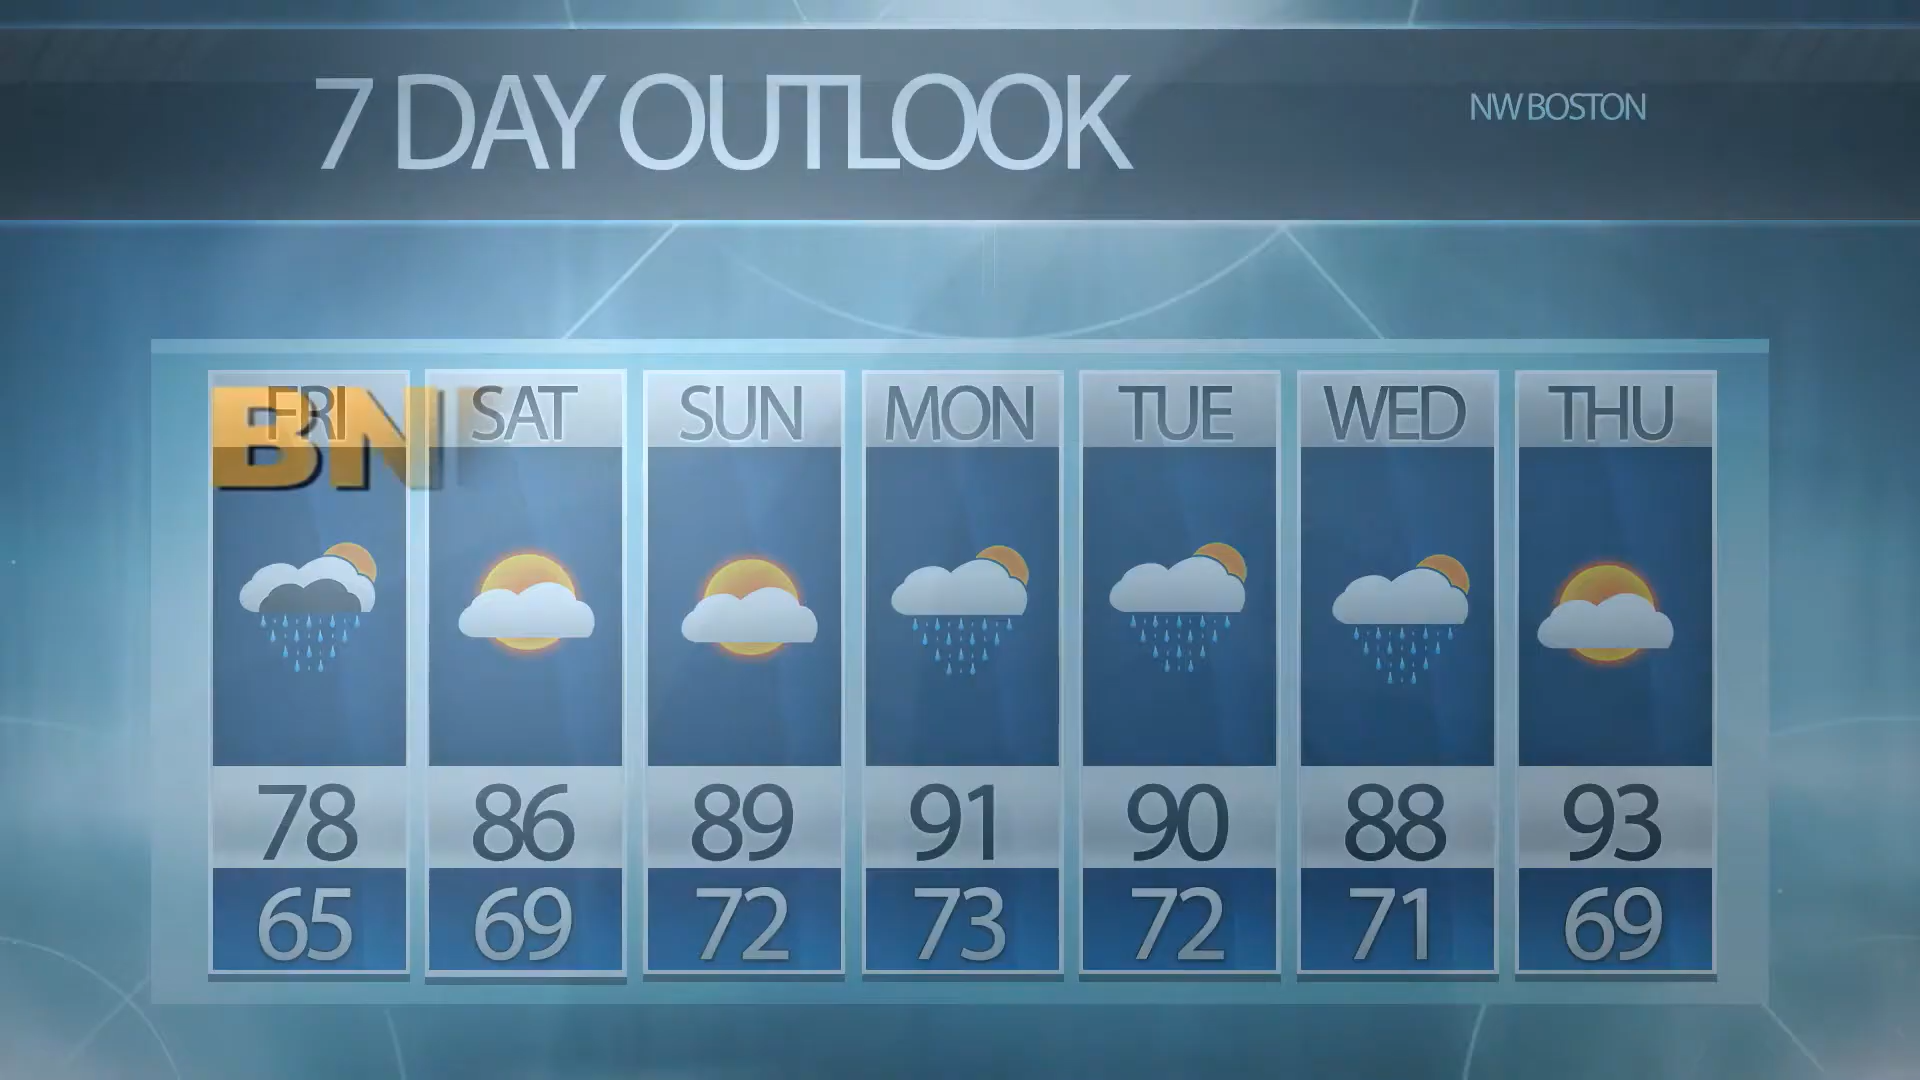 7 DAY OUTLOOK
NW BOSTON
FRI SAT SUN MON TUE WED THU
BN
78 86 89 91 90 88 93
65 69 72 73 72 71 69